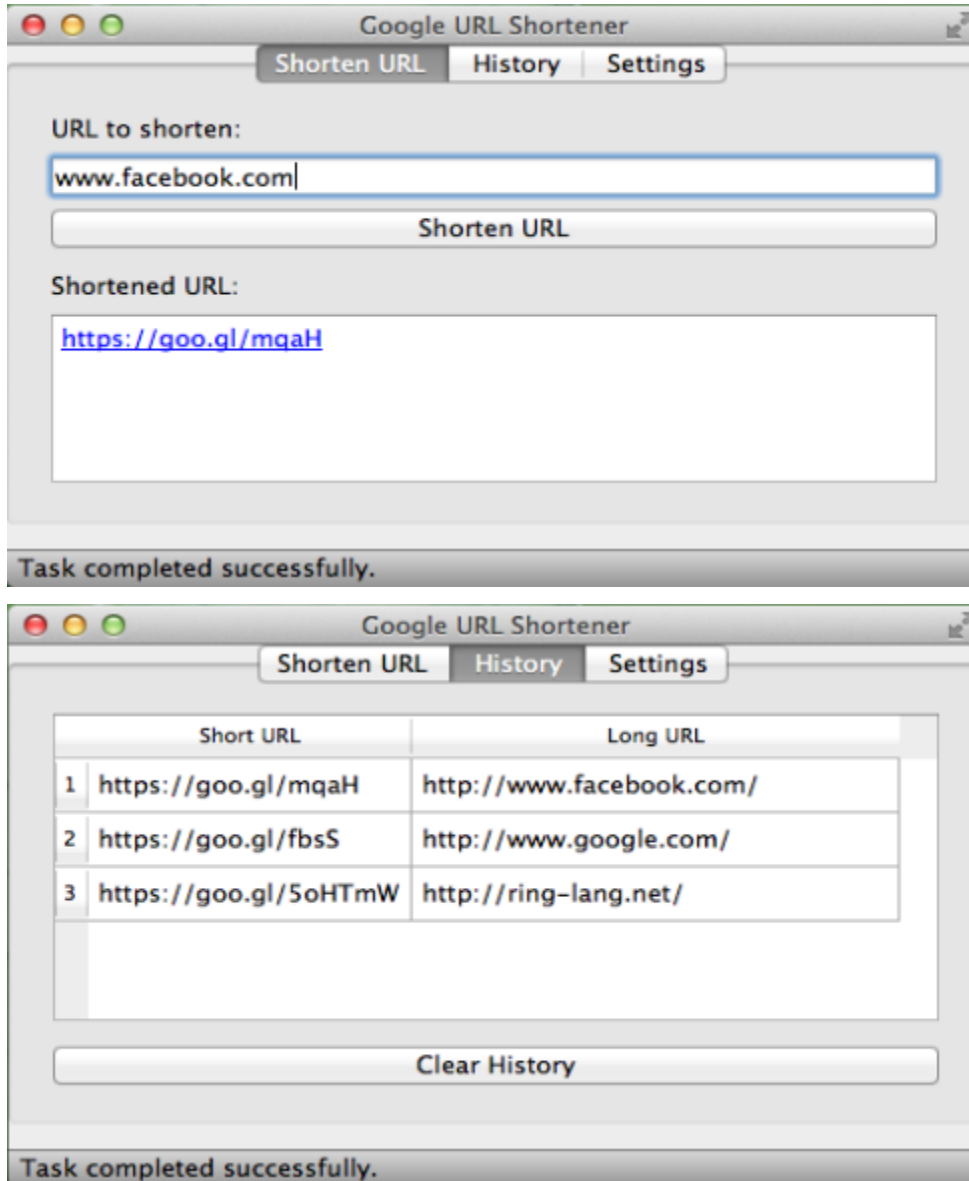 Google URL Shortener
Shorten URL History Settings
URL to shorten:
www.facebook.com
Shorten URL
Shortened URL:
https://goo.gl/mqaH
Task completed successfully.
Google URL Shortener
Shorten URL History Settings
Short URL Long URL
1 https://goo.gl/mqaH http://www.facebook.com/
2 https://goo.gl/fbsS http://www.google.com/
3 https://goo.gl/5oHTmW http://ring-lang.net/
Clear History
Task completed successfully.